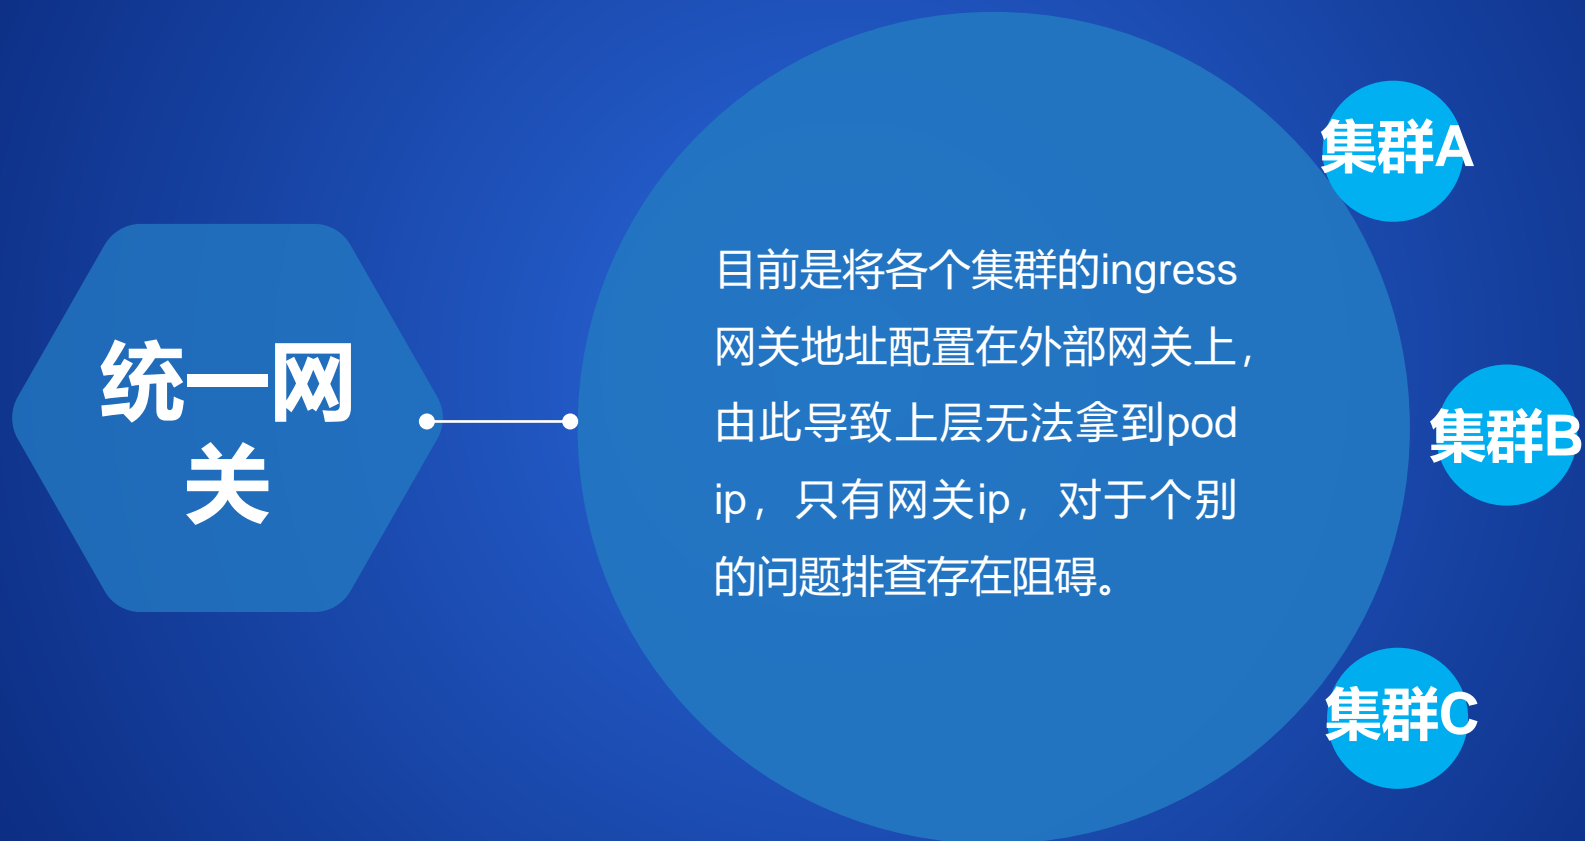 统一网
关
目前是将各个集群的ingress
网关地址配置在外部网关上，
由此导致上层无法拿到pod
ip，只有网关ip，对于个别
的问题排查存在阻碍。
集群A
集群B
集群C